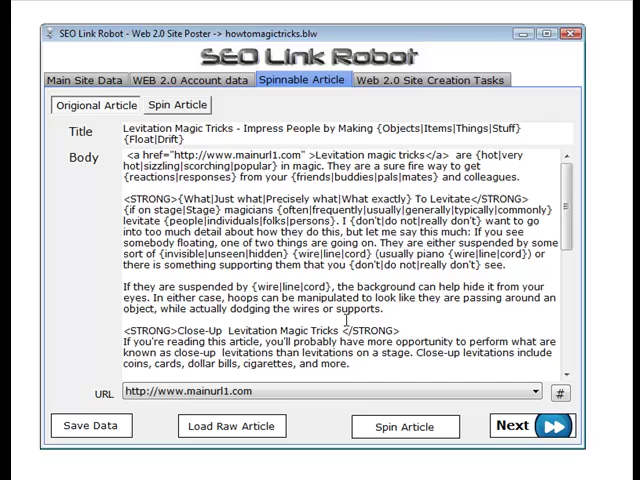 SEO Link Robot - Web 2.0 Site Poster -> howtomagictricks.blw
SEO Link Robot
Main Site Data WEB 2.0 Account data Spinnable Article Web 2.0 Site Creation Tasks
Origional Article Spin Article
Title Levitation Magic Tricks - Impress People by Making {Objects|Items|Things|Stuff}
{Float|Drift}
Body <a href="http://www.mainurl1.com" >Levitation magic tricks</a> are {hot|very
hot|sizzling|scorching|popular} in magic. They are a sure fire way to get
{reactions|responses} from your {friends|buddies|pals|mates} and colleagues.
<STRONG>{What|Just what|Precisely what|What exactly} To Levitate</STRONG>
{if on stage|Stage} magicians {often|frequently|usually|generally|typically|commonly}
levitate {people|individuals|folks|persons}. I {don't|do not|really don't} want to go
into too much detail about how they do this, but let me say this much: If you see
somebody floating, one of two things are going on. They are either suspended by some
sort of {invisible|unseen|hidden} {wire|line|cord} (usually piano {wire|line|cord}) or
there is something supporting them that you {don't|do not|really don't} see.
If they are suspended by {wire|line|cord}, the background can help hide it from your
eyes. In either case, hoops can be manipulated to look like they are passing around an
object, while actually dodging the wires or supports.
<STRONG>Close-Up Levitation Magic Tricks </STRONG>
If you're reading this article, you'll probably have more opportunity to perform what are
known as close-up levitations than levitations on a stage. Close-up levitations include
coins, cards, dollar bills, cigarettes, and more.
URL http://www.mainurl1.com #
Save Data Load Raw Article Spin Article Next